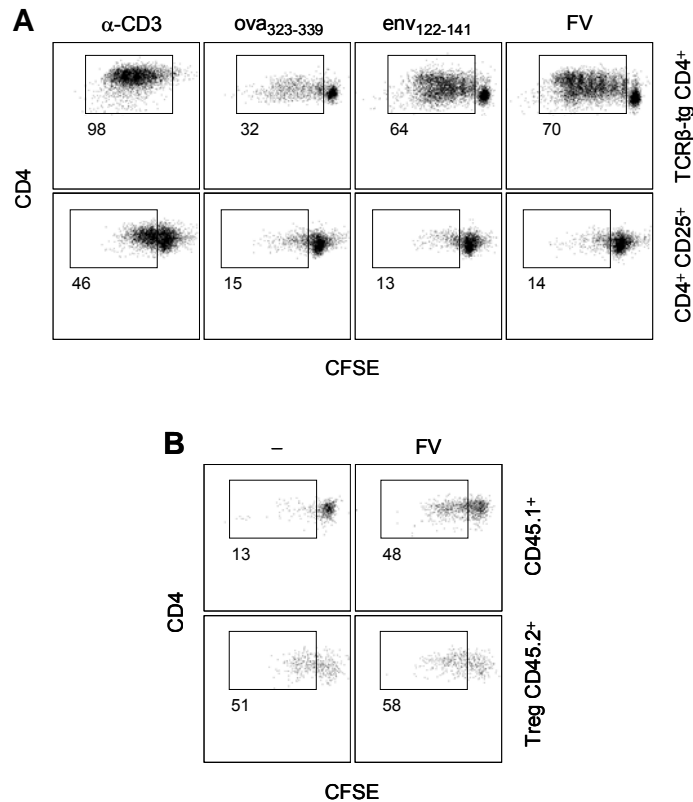 A
α-CD3 ova323-339 env122-141 FV
98 32 64 70
TCRβ-tg CD4+
CD4
46 15 13 14
CD4+ CD25+
CFSE
B
– FV
13 48
CD45.1+
CD4
51 58
Treg CD45.2+
CFSE